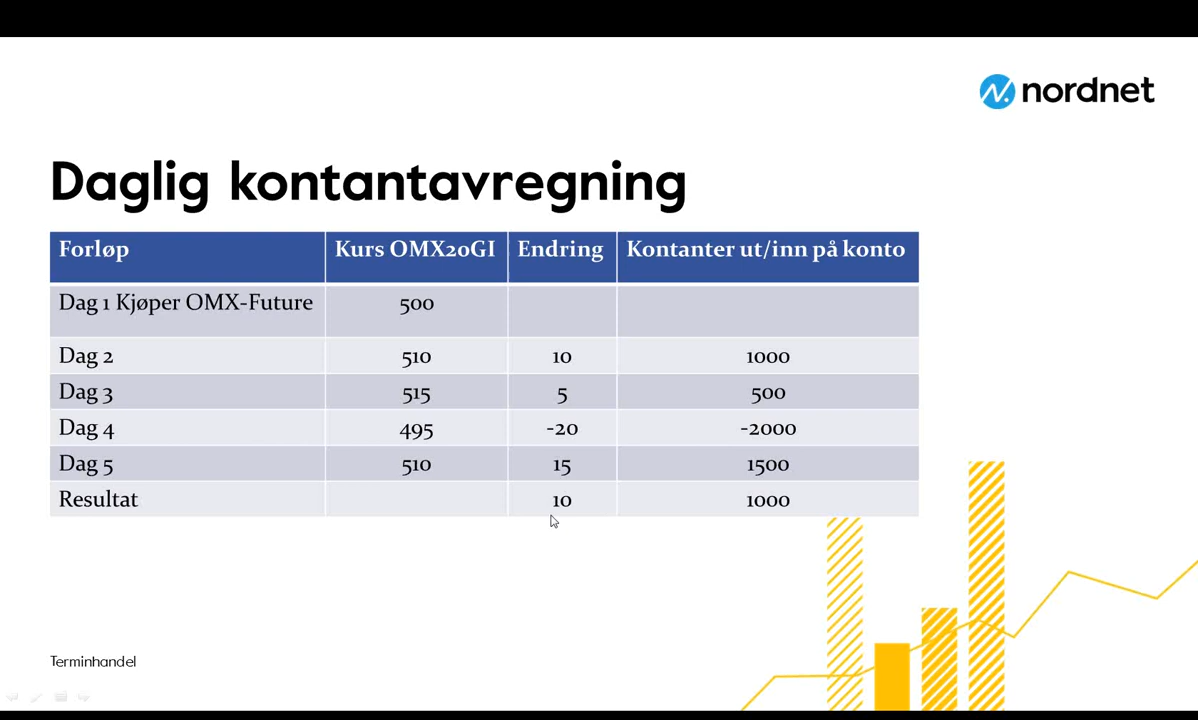 nordnet
Daglig kontantavregning
Forløp Kurs OMX20GI Endring Kontanter ut/inn på konto
Dag 1 Kjøper OMX-Future 500
Dag 2 510 10 1000
Dag 3 515 5 500
Dag 4 495 -20 -2000
Dag 5 510 15 1500
Resultat 10 1000
Terminhandel